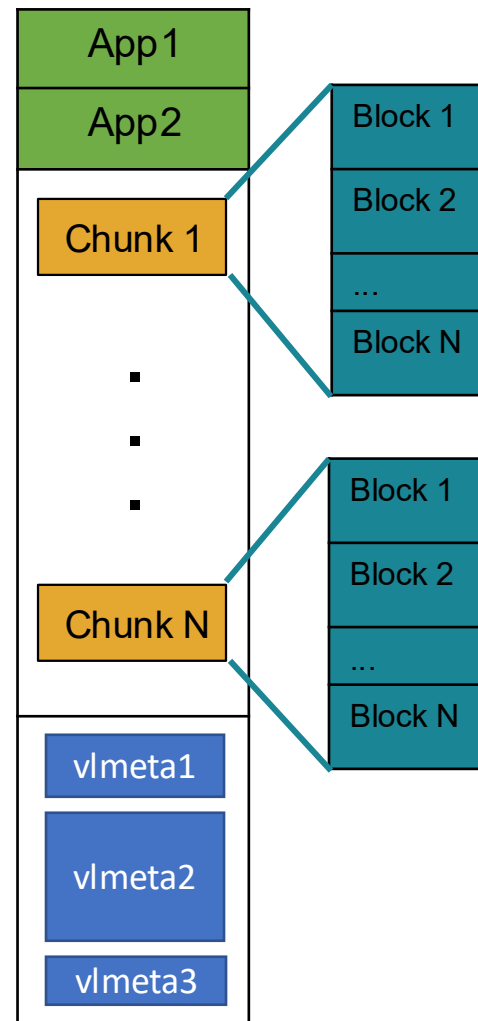 App1
App2
Chunk 1
.
.
.
Chunk N
vlmeta1
vlmeta2
vlmeta3
Block 1
Block 2
...
Block N
Block 1
Block 2
...
Block N